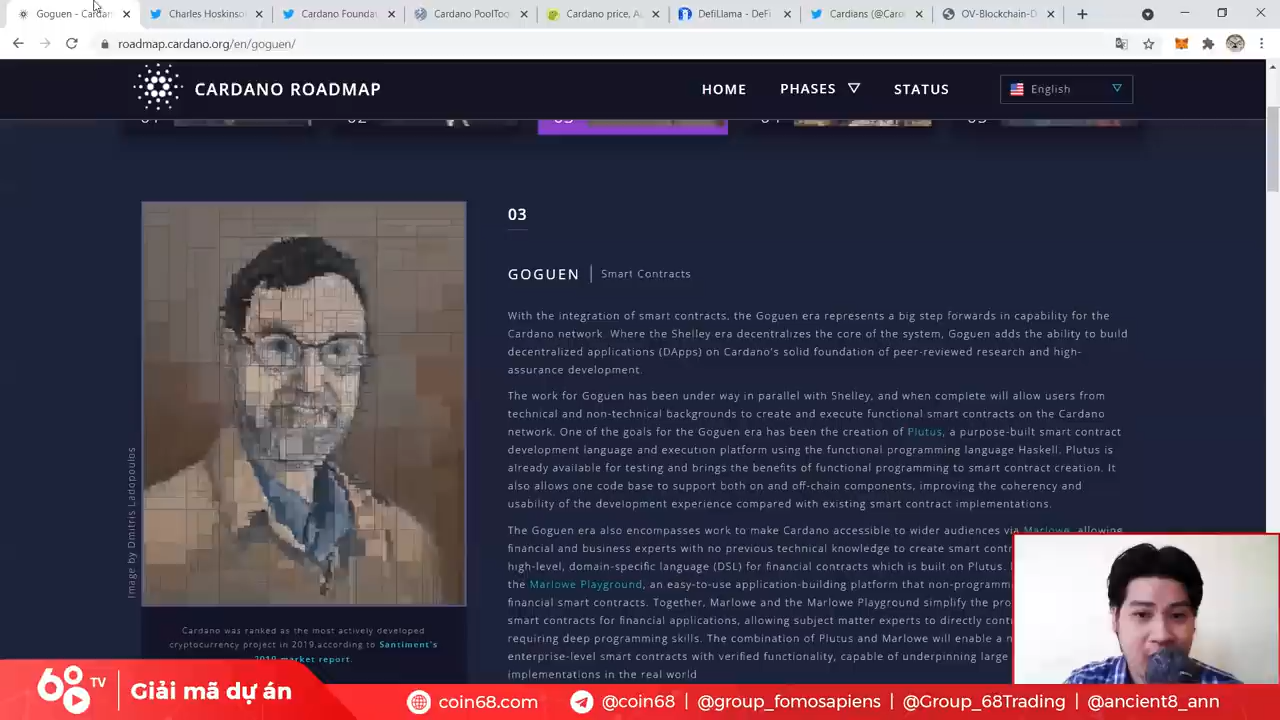 Goguen - Cardan
Charles Hoskinso
Cardano Foundat
Cardano PoolToo
Cardano price, A
DefiLlama - DeFi
Cardians (@Card
OV-Blockchain-D
roadmap.cardano.org/en/goguen/
CARDANO ROADMAP
HOME
PHASES
STATUS
English
03
GOGUEN | Smart Contracts
With the integration of smart contracts, the Goguen era represents a big step forwards in capability for the
Cardano network. Where the Shelley era decentralizes the core of the system, Goguen adds the ability to build
decentralized applications (DApps) on Cardano's solid foundation of peer-reviewed research and high-
assurance development.
The work for Goguen has been under way in parallel with Shelley, and when complete will allow users from
technical and non-technical backgrounds to create and execute functional smart contracts on the Cardano
network. One of the goals for the Goguen era has been the creation of Plutus, a purpose-built smart contract
development language and execution platform using the functional programming language Haskell. Plutus is
already available for testing and brings the benefits of functional programming to smart contract creation. It
also allows one code base to support both on and off-chain components, improving the coherency and
usability of the development experience compared with existing smart contract implementations.
The Goguen era also encompasses work to make Cardano accessible to wider audiences via Marlowe, allowing
financial and business experts with no previous technical knowledge to create smart contr
high-level, domain-specific language (DSL) for financial contracts which is built on Plutus.
the Marlowe Playground, an easy-to-use application-building platform that non-programm
financial smart contracts. Together, Marlowe and the Marlowe Playground simplify the pro
smart contracts for financial applications, allowing subject matter experts to directly cont
requiring deep programming skills. The combination of Plutus and Marlowe will enable a n
enterprise-level smart contracts with verified functionality, capable of underpinning large
implementations in the real world
Image by Dmitris Ladopoulos
Cardano was ranked as the most actively developed
cryptocurrency project in 2019,according to Santiment's
2019 market report.
68 TV
Giải mã dự án
coin68.com
@coin68 | @group_fomosapiens | @Group_68Trading | @ancient8_ann